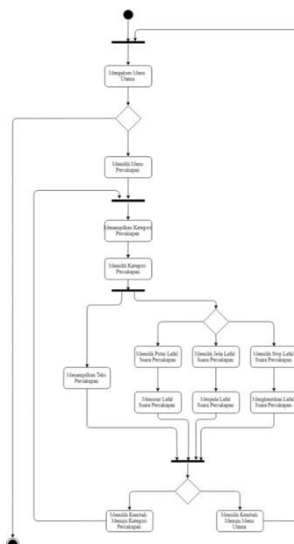 Mengakses Menu
Utama
Memilih Menu
Percakapan
Menampilkan Kategori
Percakapan
Memilih Kategori
Percakapan
Memilih Putar Lafal
Suara Percakapan
Memilih Jeda Lafal
Suara Percakapan
Memilih Stop Lafal
Suara Percakapan
Menampilkan Teks
Percakapan
Memutar Lafal
Suara Percakapan
Menjeda Lafal
Suara Percakapan
Menghentikan Lafal
Suara Percakapan
Memilih Kembali
Menuju Kategori
Percakapan
Memilih Kembali
Menuju Menu
Utama